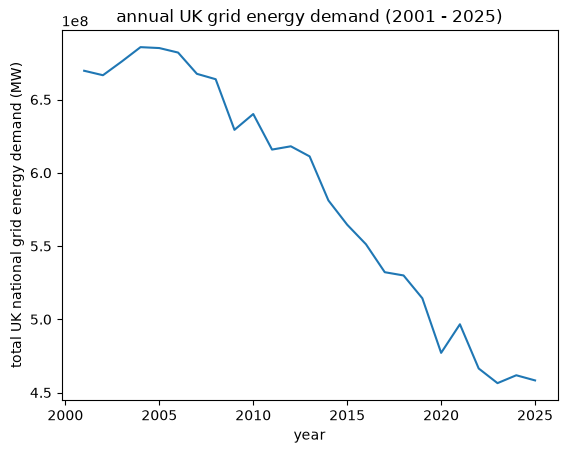 annual UK grid energy demand (2001 - 2025)
1e8
total UK national grid energy demand (MW)
6.5
6.0
5.5
5.0
4.5
2000 2005 2010 2015 2020 2025
year